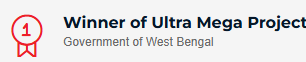 1
Winner of Ultra Mega Project
Government of West Bengal